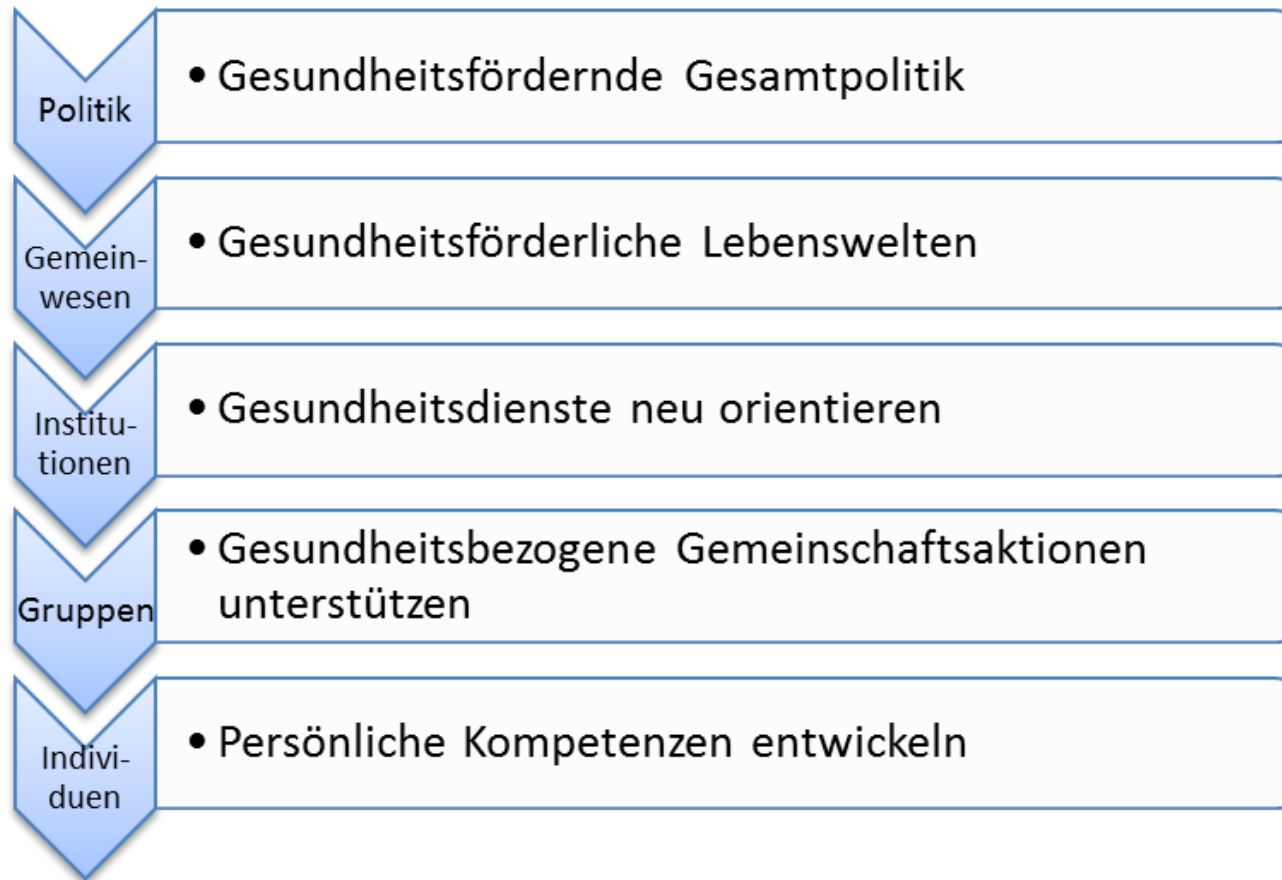 Politik
• Gesundheitsfördernde Gesamtpolitik
Gemein-
wesen
• Gesundheitsförderliche Lebenswelten
Institu-
tionen
• Gesundheitsdienste neu orientieren
Gruppen
• Gesundheitsbezogene Gemeinschaftsaktionen
unterstützen
Indivi-
duen
• Persönliche Kompetenzen entwickeln